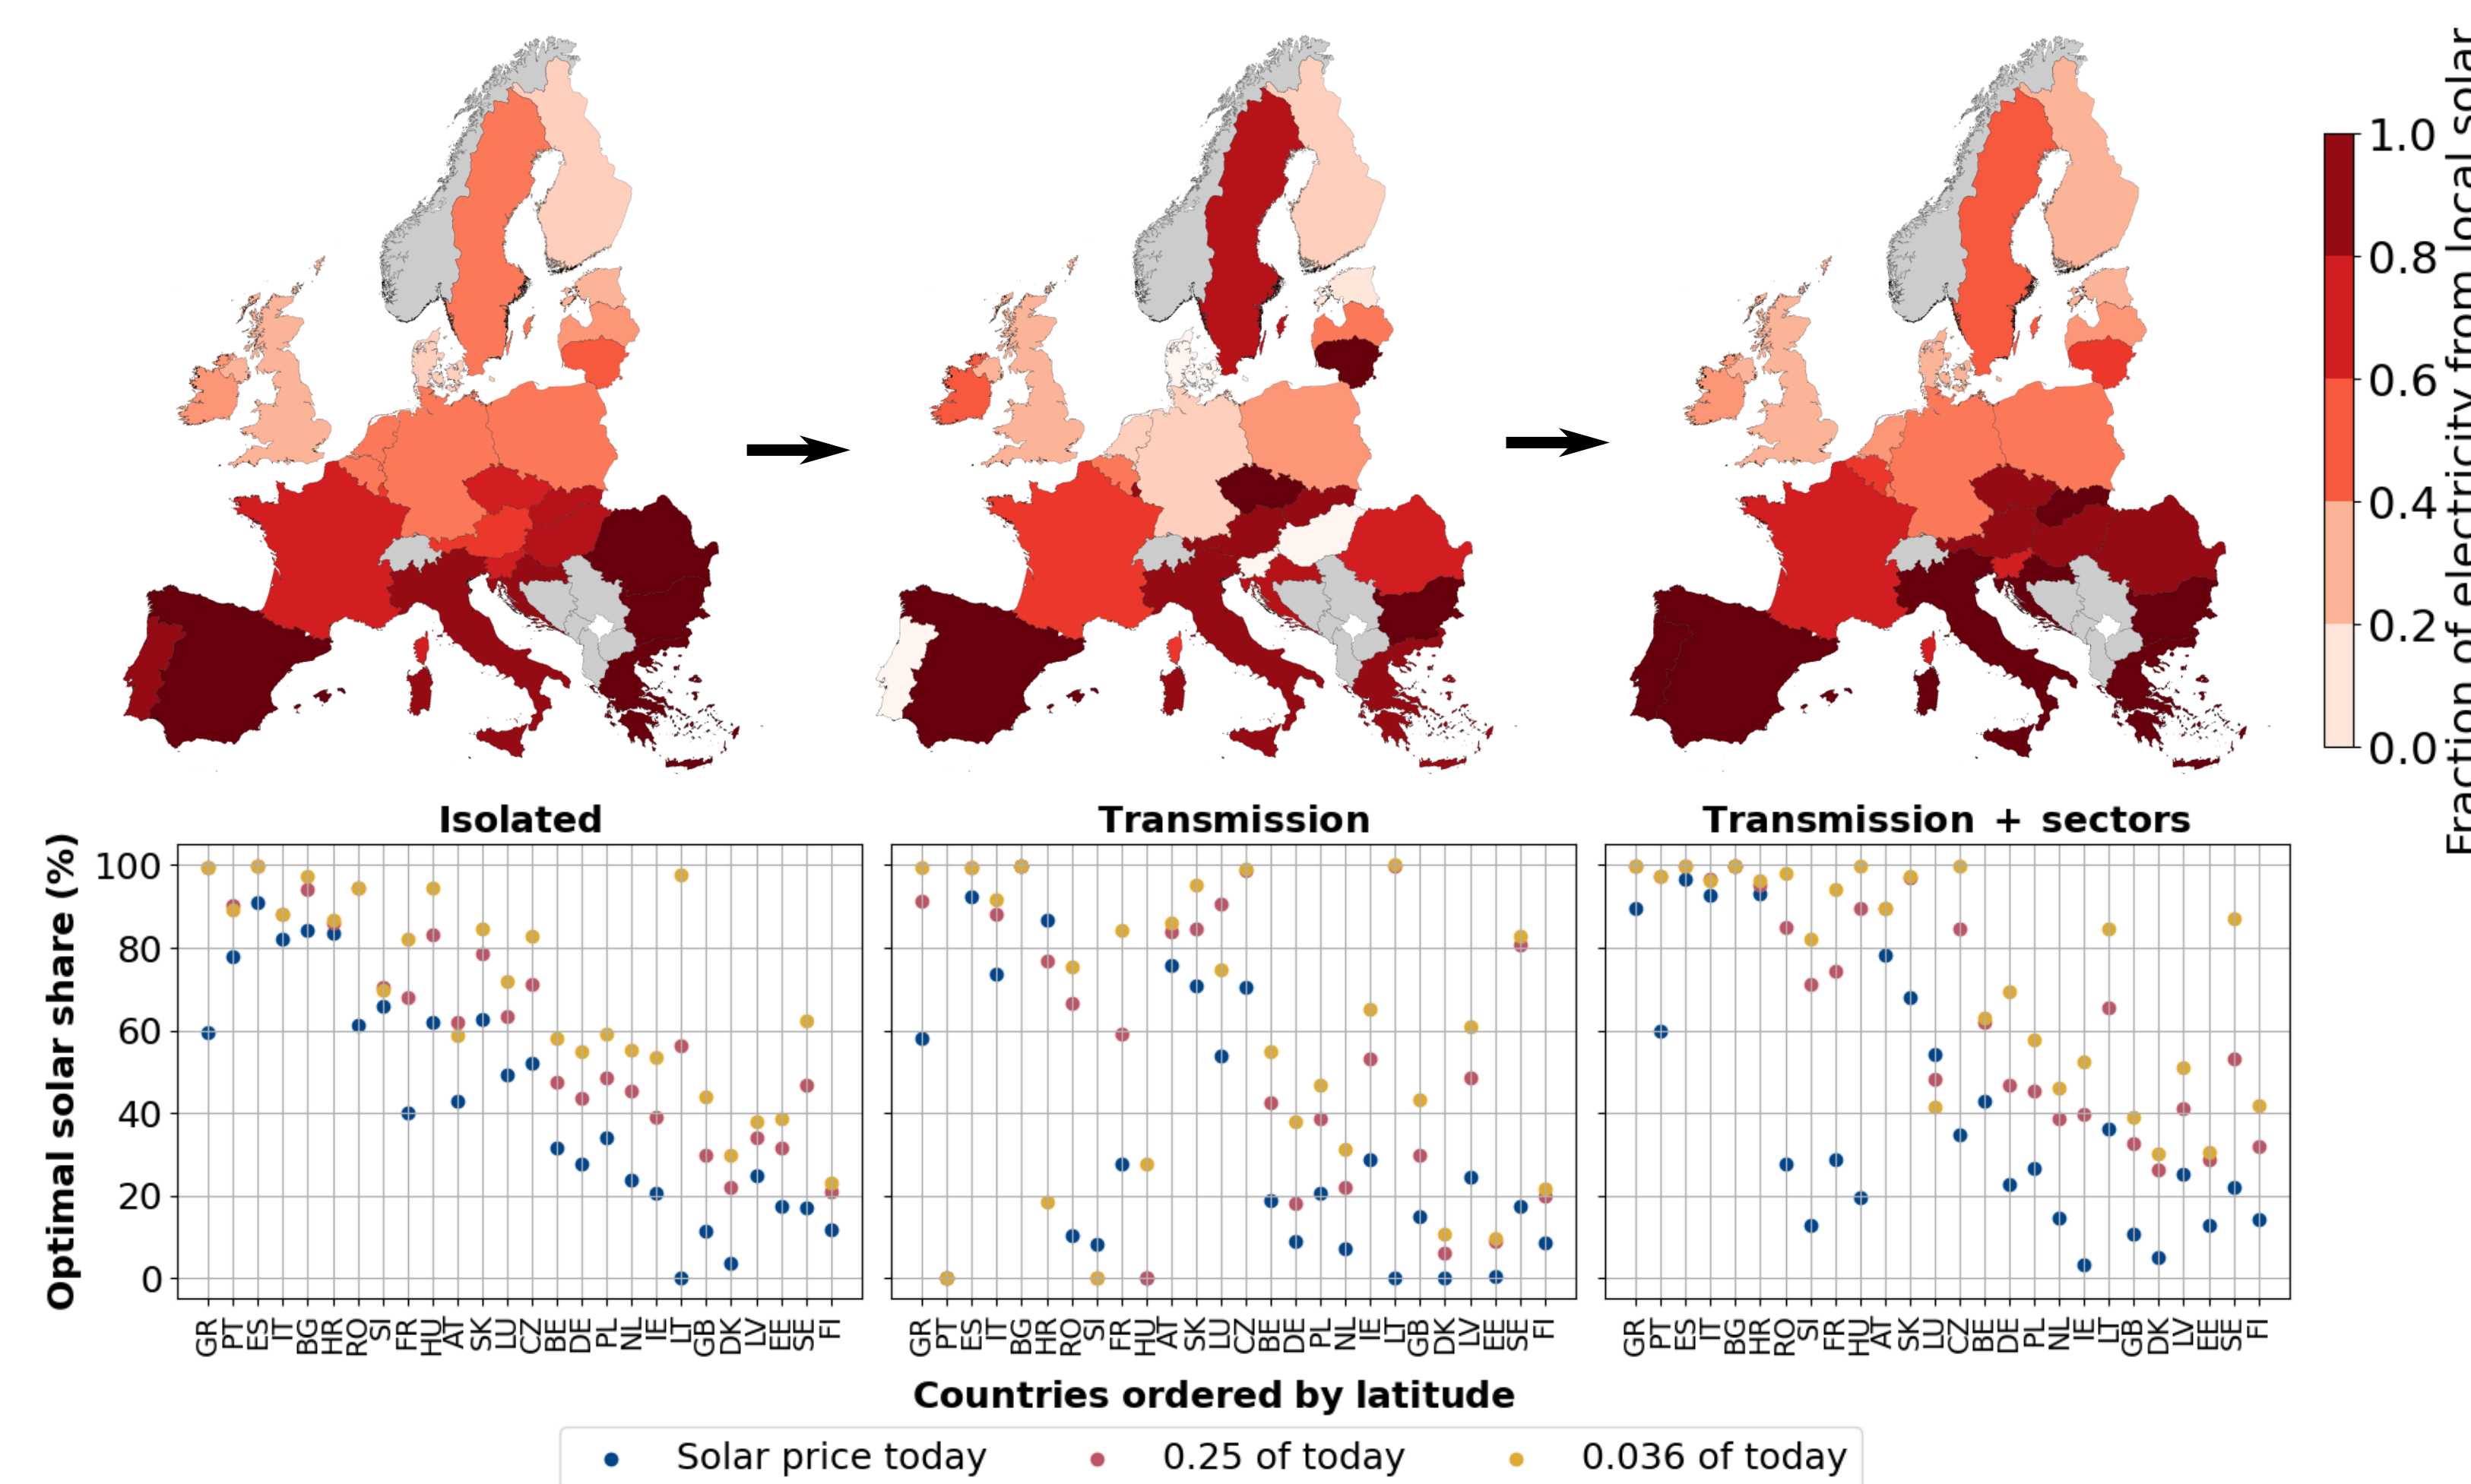 1.0
0.8
0.6
0.4
0.2
0.0
Fraction of electricity from local solar
Isolated
Transmission
Transmission + sectors
Optimal solar share (%)
100
80
60
40
20
0
GR PT ES IT BG HR RO SI FR HU AT SK LU CZ BE DE PL NL IE LT GB DK LV EE SE FI
GR PT ES IT BG HR RO SI FR HU AT SK LU CZ BE DE PL NL IE LT GB DK LV EE SE FI
GR PT ES IT BG HR RO SI FR HU AT SK LU CZ BE DE PL NL IE LT GB DK LV EE SE FI
Countries ordered by latitude
Solar price today 0.25 of today 0.036 of today